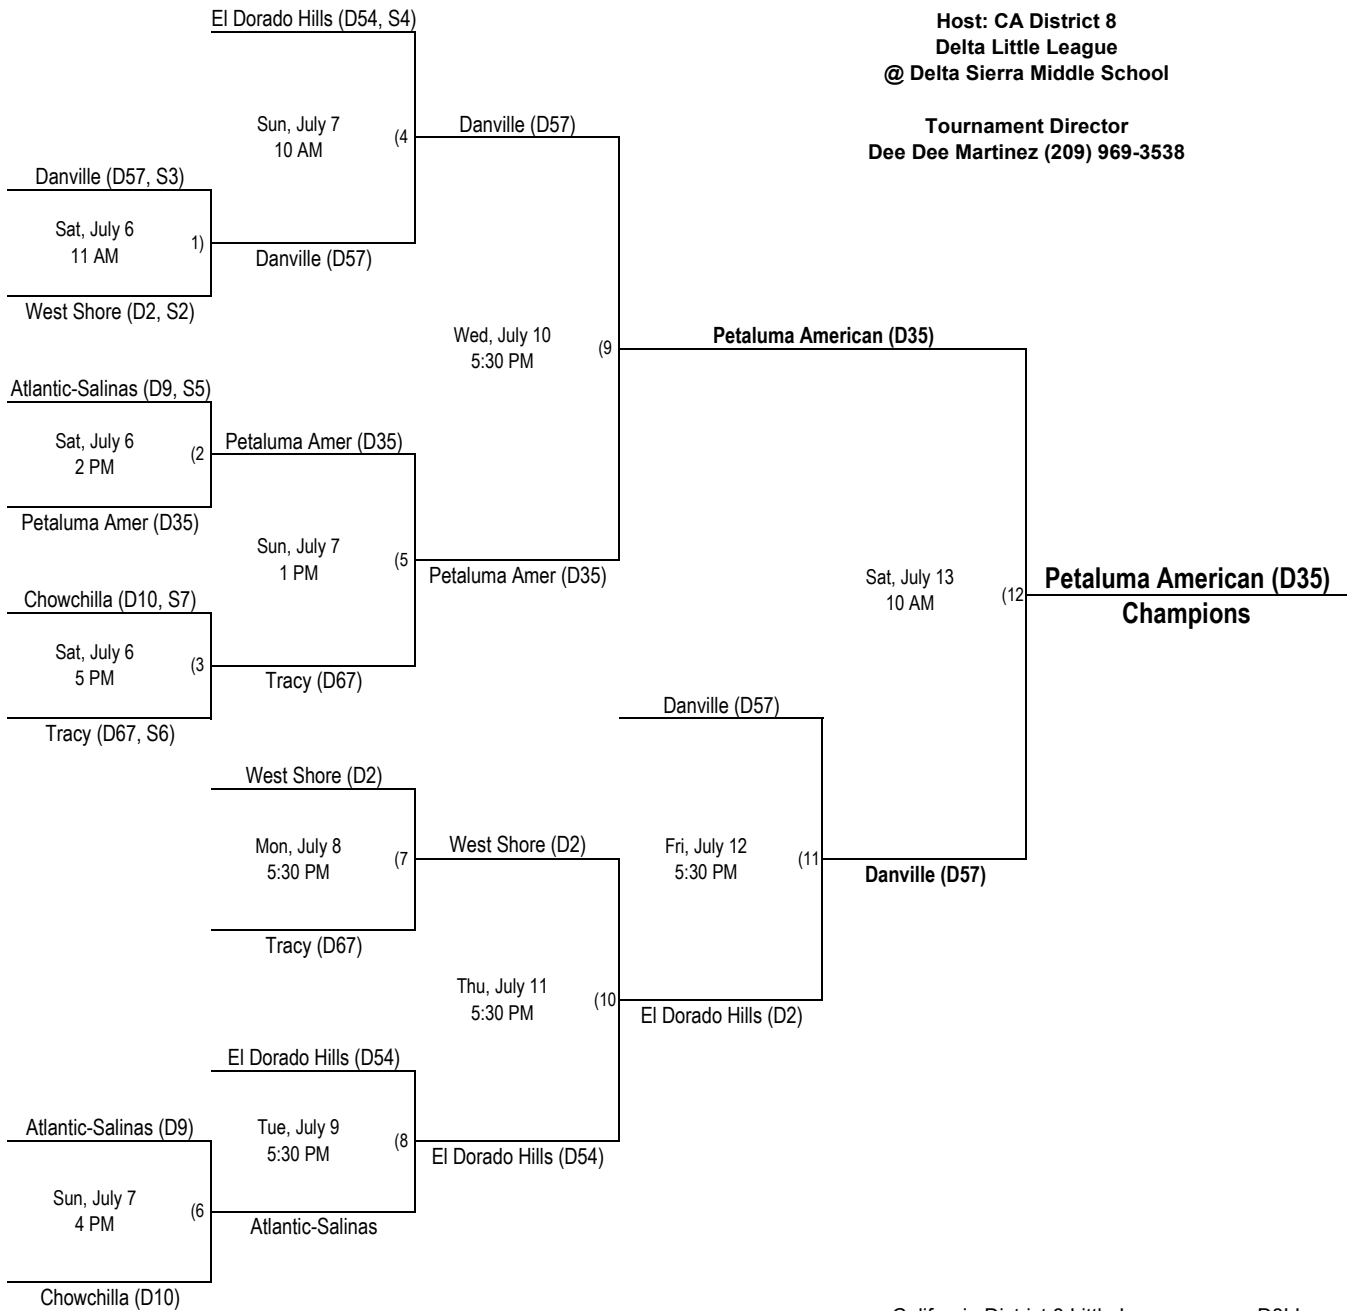 El Dorado Hills (D54, S4)
Host: CA District 8
Delta Little League
@ Delta Sierra Middle School
Tournament Director
Dee Dee Martinez (209) 969-3538
Sun, July 7
10 AM
(4
Danville (D57)
Danville (D57, S3)
Sat, July 6
11 AM
1)
Danville (D57)
West Shore (D2, S2)
Wed, July 10
5:30 PM
(9
Petaluma American (D35)
Atlantic-Salinas (D9, S5)
Sat, July 6
2 PM
(2
Petaluma Amer (D35)
Petaluma Amer (D35)
Sun, July 7
1 PM
(5
Petaluma Amer (D35)
Sat, July 13
10 AM
(12
Petaluma American (D35)
Champions
Chowchilla (D10, S7)
Sat, July 6
5 PM
(3
Tracy (D67)
Tracy (D67, S6)
Danville (D57)
West Shore (D2)
Mon, July 8
5:30 PM
(7
West Shore (D2)
Fri, July 12
5:30 PM
(11
Danville (D57)
Tracy (D67)
Thu, July 11
5:30 PM
(10
El Dorado Hills (D2)
El Dorado Hills (D54)
Atlantic-Salinas (D9)
Tue, July 9
5:30 PM
(8
El Dorado Hills (D54)
Sun, July 7
4 PM
(6
Atlantic-Salinas
Chowchilla (D10)